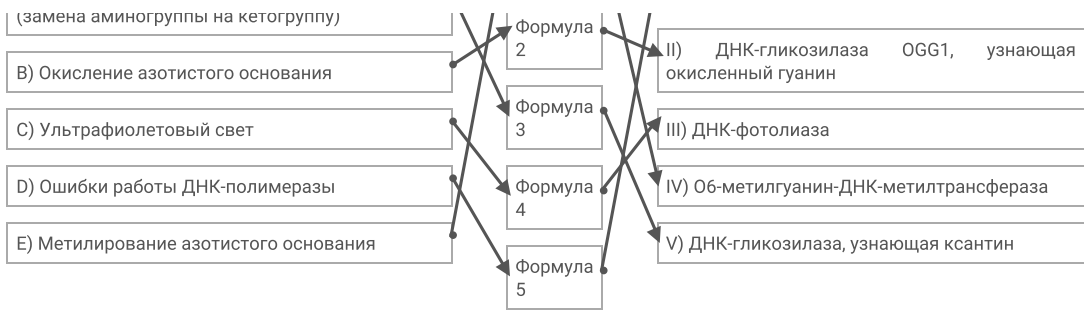 (замена аминогруппы на кетогруппу)
B) Окисление азотистого основания
C) Ультрафиолетовый свет
D) Ошибки работы ДНК-полимеразы
E) Метилирование азотистого основания
Формула
2
Формула
3
Формула
4
Формула
5
II) ДНК-гликозилаза OGG1, узнающая
окисленный гуанин
III) ДНК-фотолиаза
IV) O6-метилгуанин-ДНК-метилтрансфераза
V) ДНК-гликозилаза, узнающая ксантин